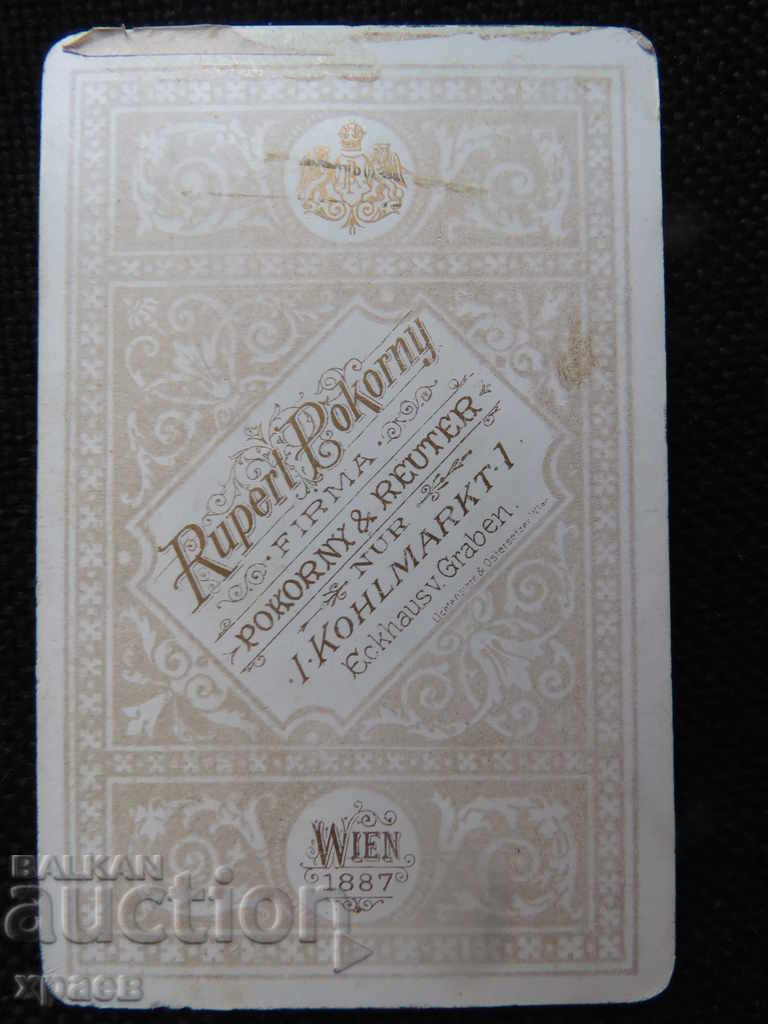 Rupert Pokorny
· FIRMA ·
POKORNY & REUTER
NUR
· I · KOHLMARKT · 1 ·
Eckhaus v. Graben.
WIEN
1887
BALKAN
auction
храев